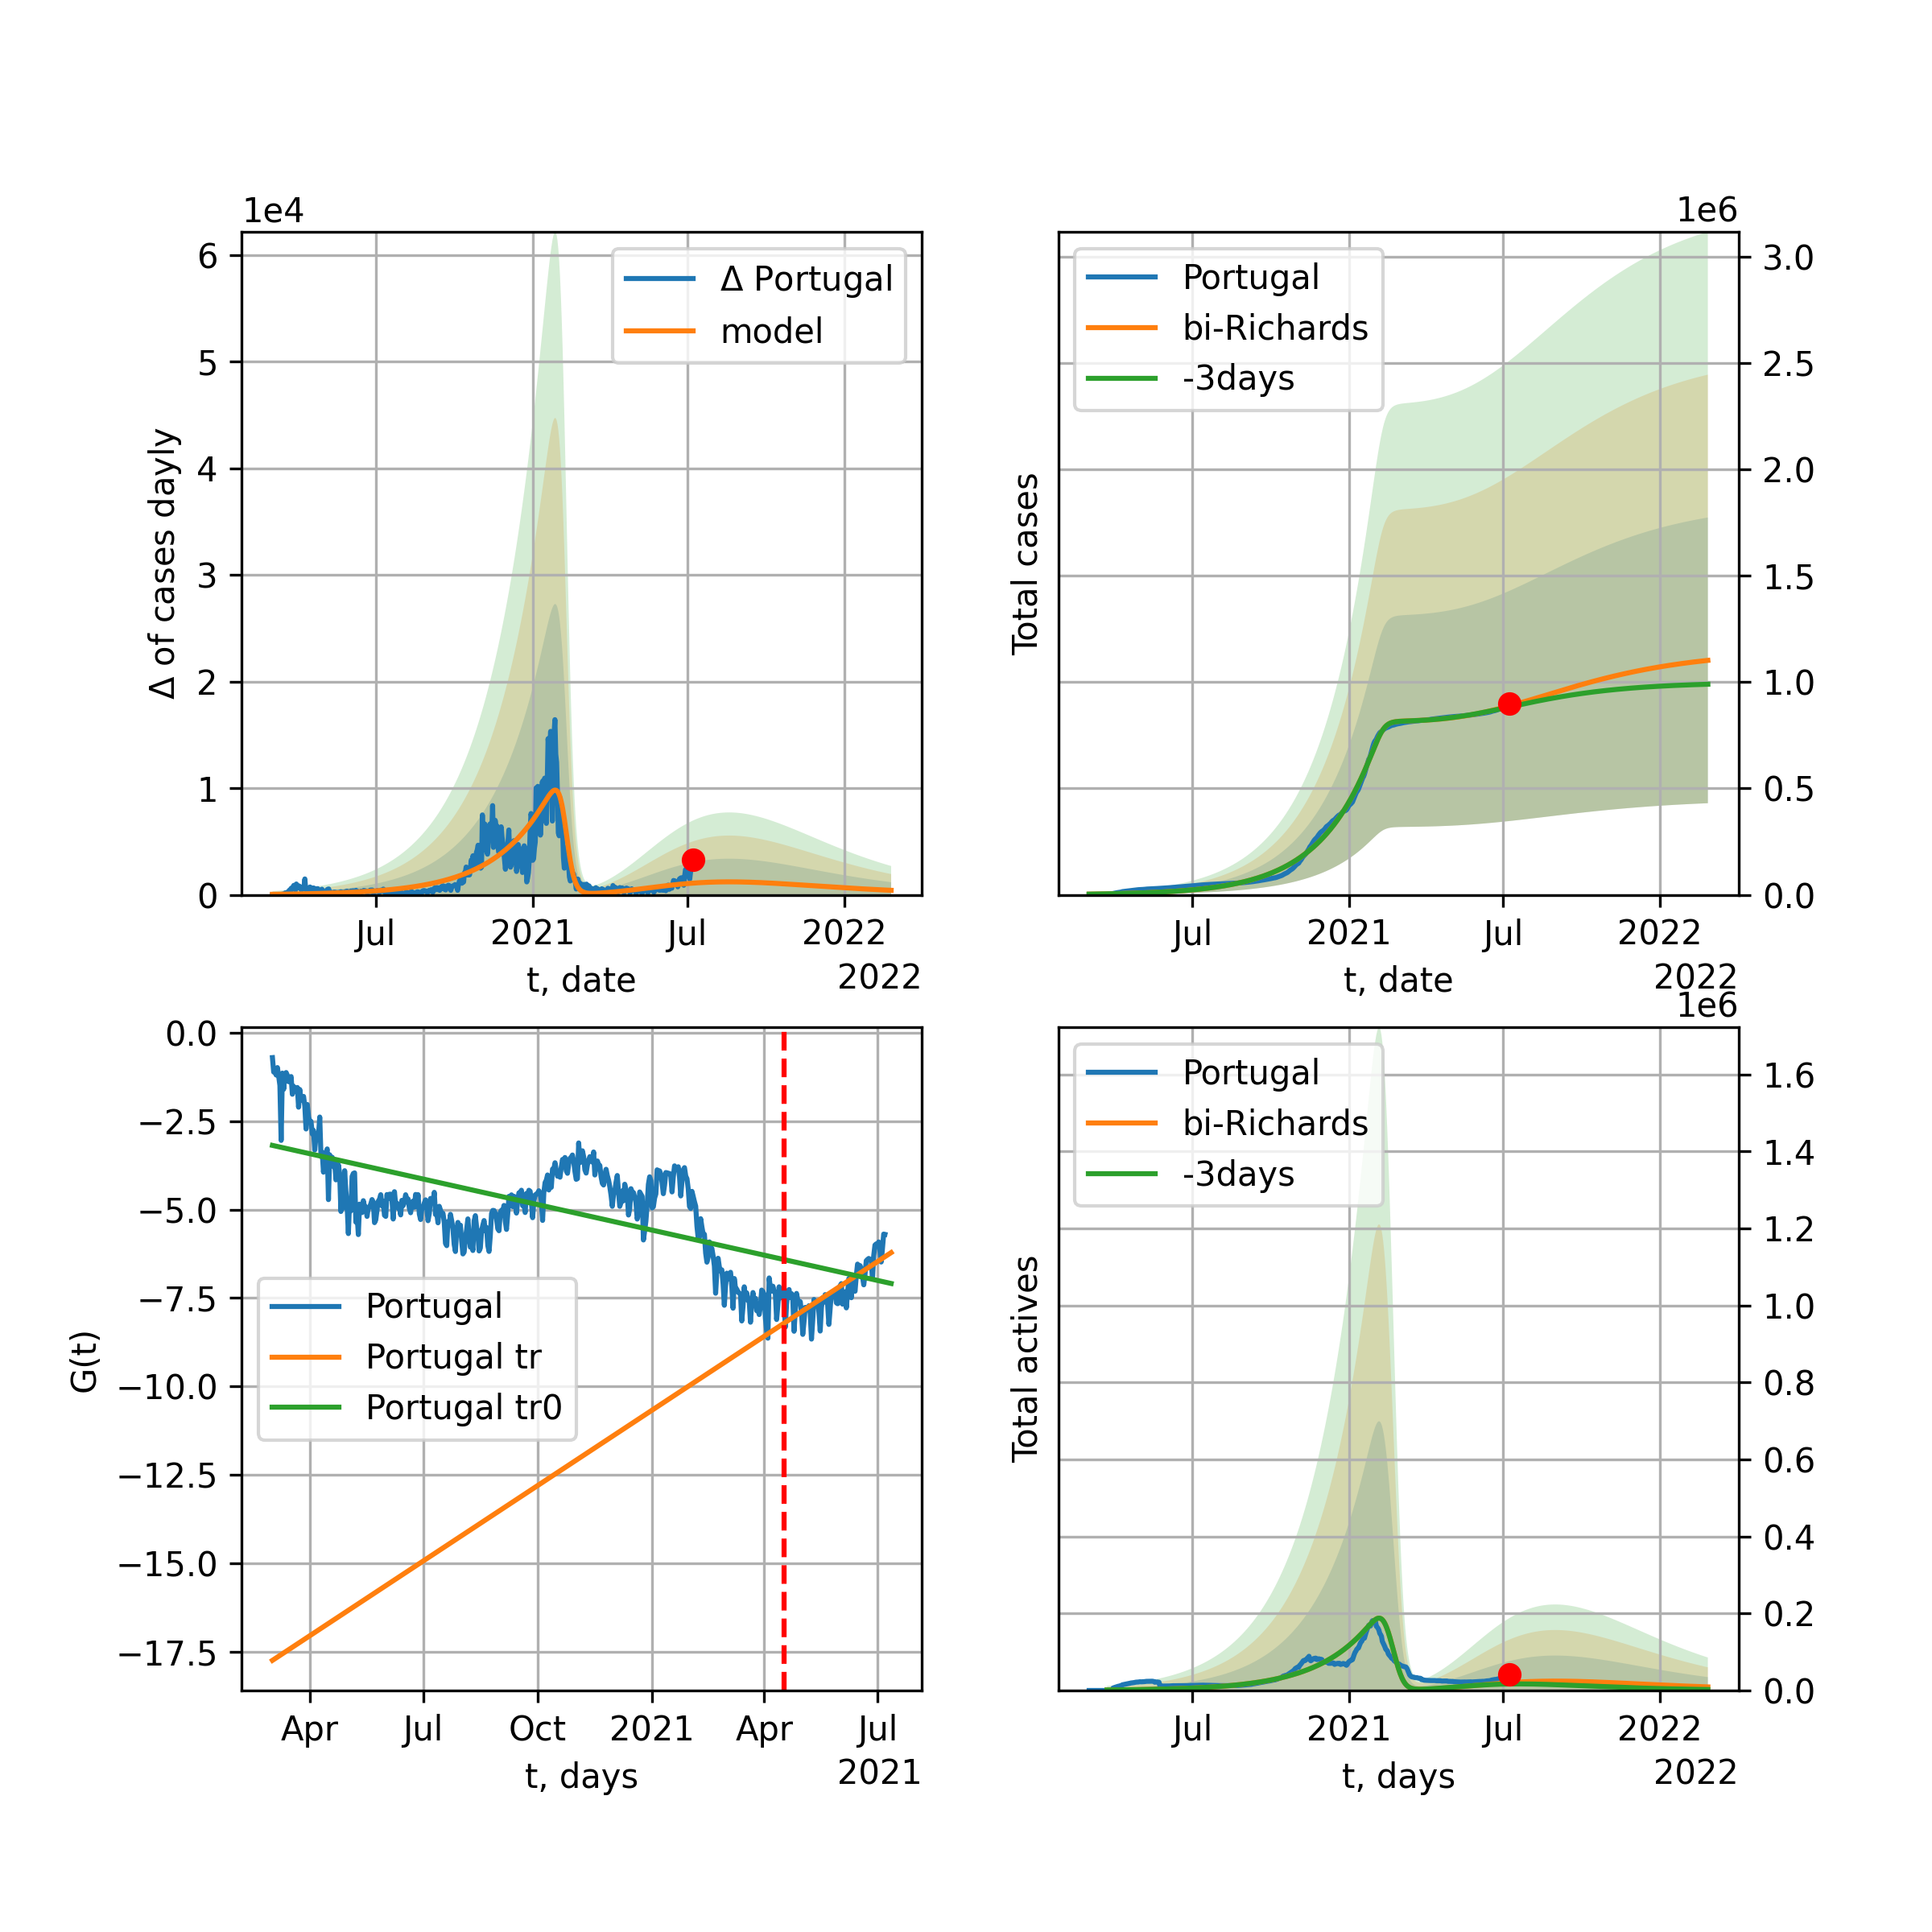 1e4
6
5
4
3
2
1
0
Δ of cases dayly
Δ Portugal
model
Jul
2021
Jul
2022
t, date
2022
1e6
Total cases
Portugal
bi-Richards
-3days
3.0
2.5
2.0
1.5
1.0
0.5
0.0
Jul
2021
Jul
2022
t, date
2022
0.0
−2.5
−5.0
−7.5
−10.0
−12.5
−15.0
−17.5
G(t)
Portugal
Portugal tr
Portugal tr0
Apr
Jul
Oct
2021
Apr
Jul
t, days
2021
1e6
Total actives
Portugal
bi-Richards
-3days
1.6
1.4
1.2
1.0
0.8
0.6
0.4
0.2
0.0
Jul
2021
Jul
2022
t, days
2022